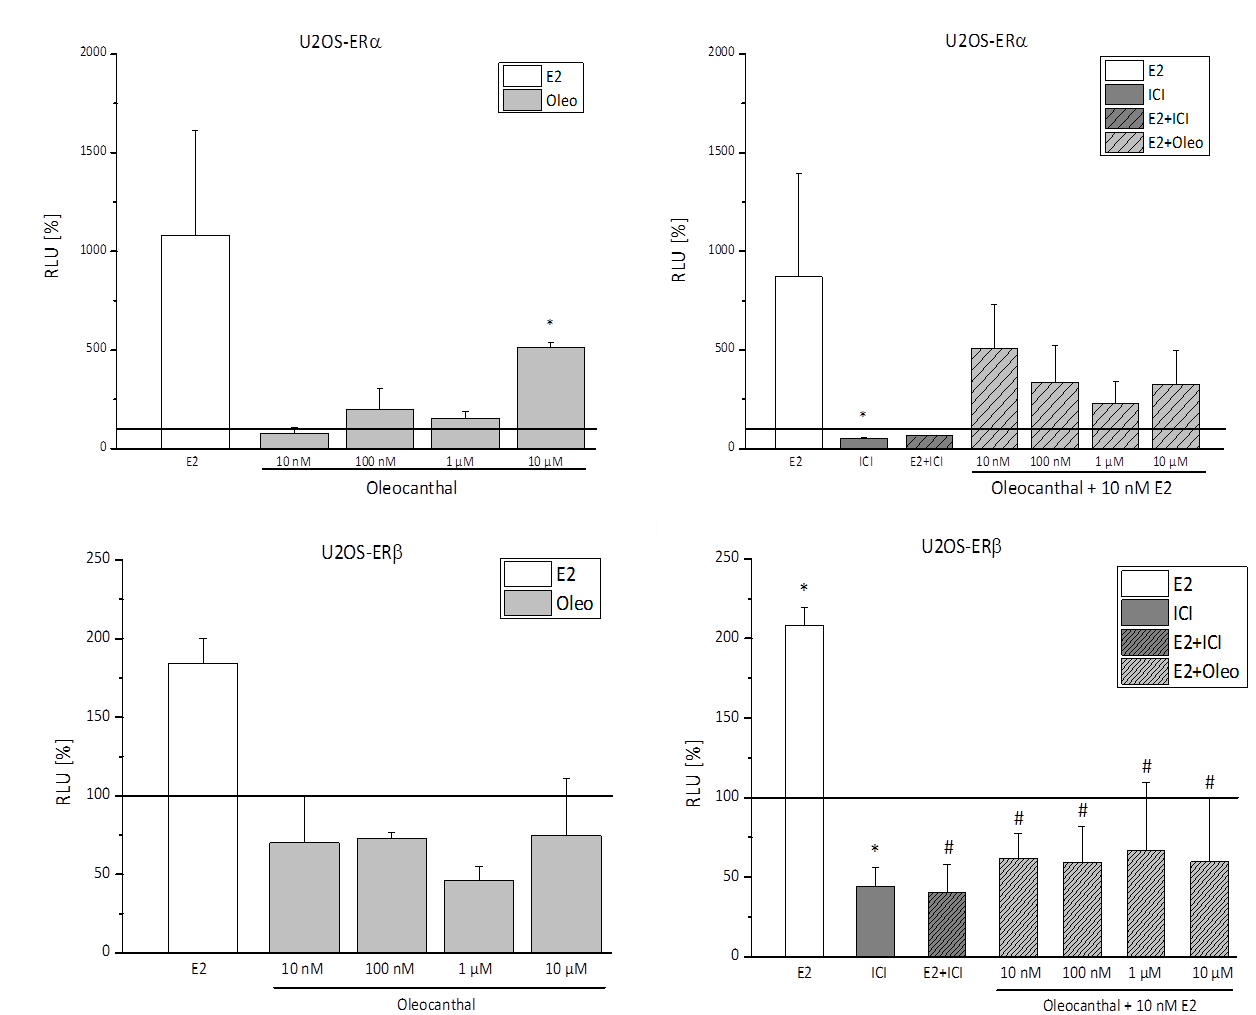 U2OS-ERα
2000
1500
1000
500
0
RLU [%]
E2
Oleo
*
E2
10 nM
100 nM
1 µM
10 µM
Oleocanthal
U2OS-ERα
2000
1500
1000
500
0
RLU [%]
E2
ICI
E2+ICI
E2+Oleo
*
E2
ICI
E2+ICI
10 nM
100 nM
1 µM
10 µM
Oleocanthal + 10 nM E2
U2OS-ERβ
250
200
150
100
50
0
RLU [%]
E2
Oleo
E2
10 nM
100 nM
1 µM
10 µM
Oleocanthal
U2OS-ERβ
250
200
150
100
50
0
RLU [%]
E2
ICI
E2+ICI
E2+Oleo
*
*
#
#
#
#
#
E2
ICI
E2+ICI
10 nM
100 nM
1 µM
10 µM
Oleocanthal + 10 nM E2